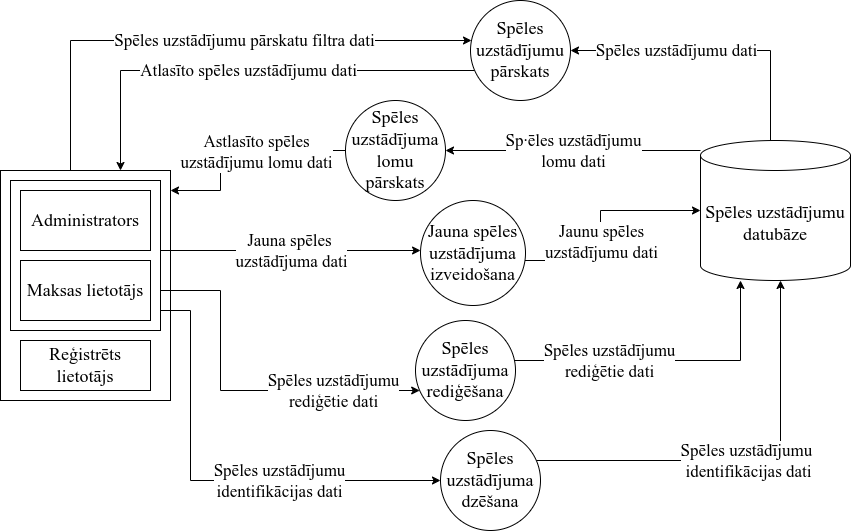 Spēles
uzstādījumu
pārskats
Spēles uzstādījumu pārskatu filtra dati
Atlasīto spēles uzstādījumu dati
Spēles uzstādījumu dati
Spēles
uzstādījuma
lomu
pārskats
Astlasīto spēles
uzstādījumu lomu dati
Sp·ēles uzstādījumu
lomu dati
Administrators
Maksas lietotājs
Reģistrēts
lietotājs
Jauna spēles
uzstādījuma dati
Jauna spēles
uzstādījuma
izveidošana
Jaunu spēles
uzstādījumu dati
Spēles uzstādījumu
datubāze
Spēles uzstādījumu
rediģētie dati
Spēles
uzstādījuma
rediģēšana
Spēles uzstādījumu
rediģētie dati
Spēles uzstādījumu
identifikācijas dati
Spēles
uzstādījuma
dzēšana
Spēles uzstādījumu
identifikācijas dati